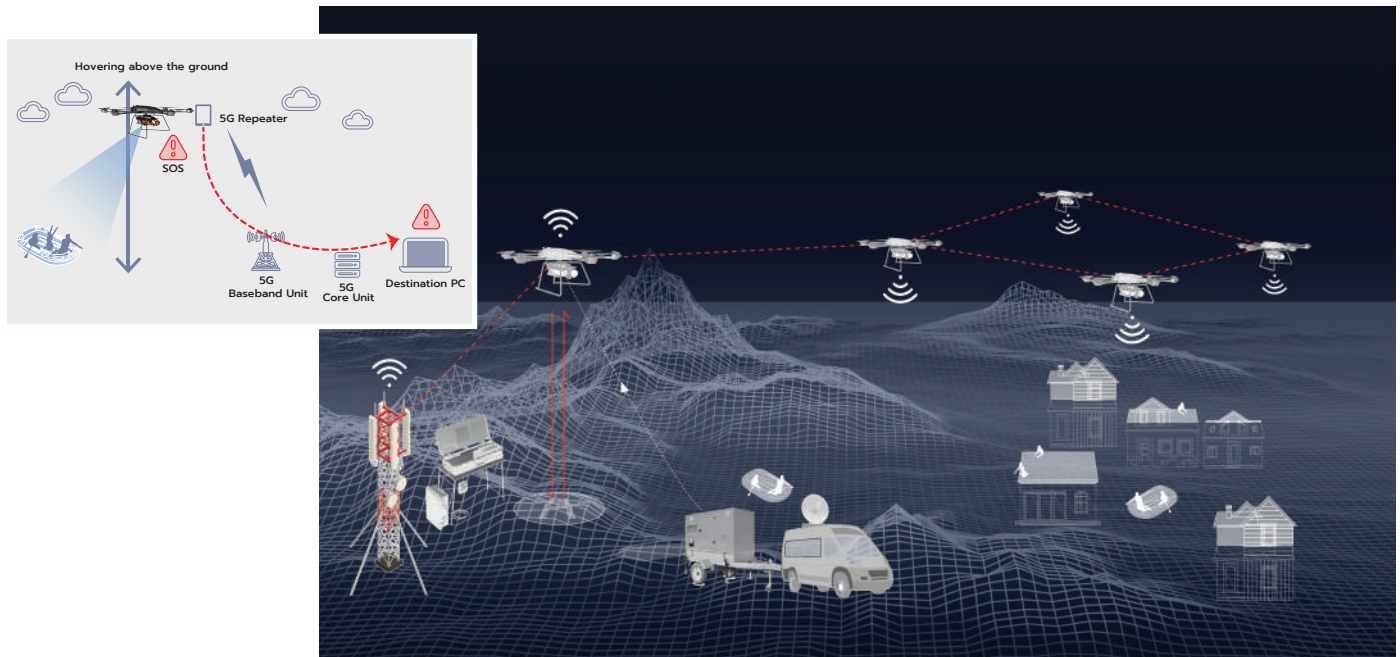 Hovering above the ground
5G Repeater
SOS
5G
Baseband Unit
5G
Core Unit
Destination PC